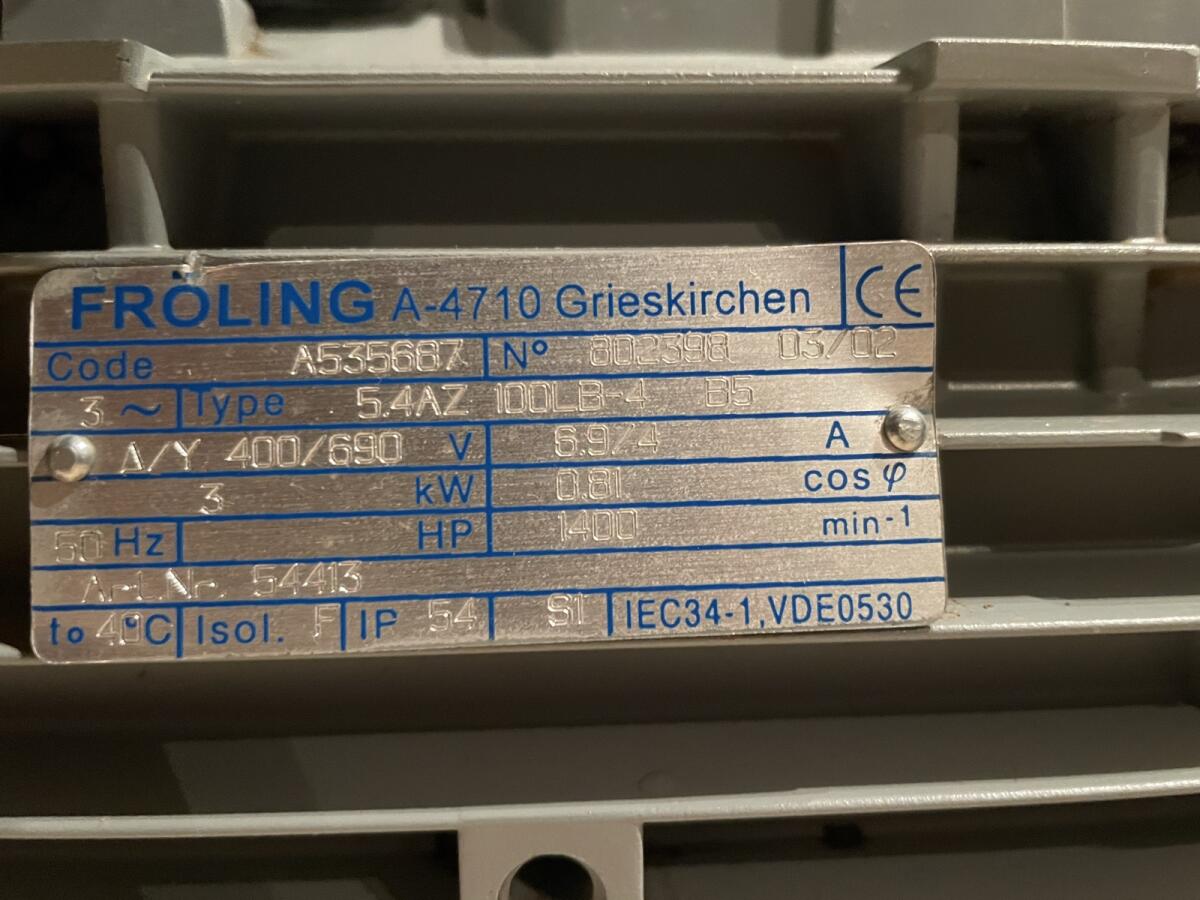 FRÖLING A-4710 Grieskirchen CE
Code A535687 N° 802398 03/02
3 ~ Type 5.4AZ 100LB-4 B5
Δ/Y 400/690 V 6.9/4 A
3 kW 0.81 cos φ
50 Hz HP 1400 min-1
Art.Nr. 54413
to 40°C Isol. F IP 54 S1 IEC34-1,VDE0530